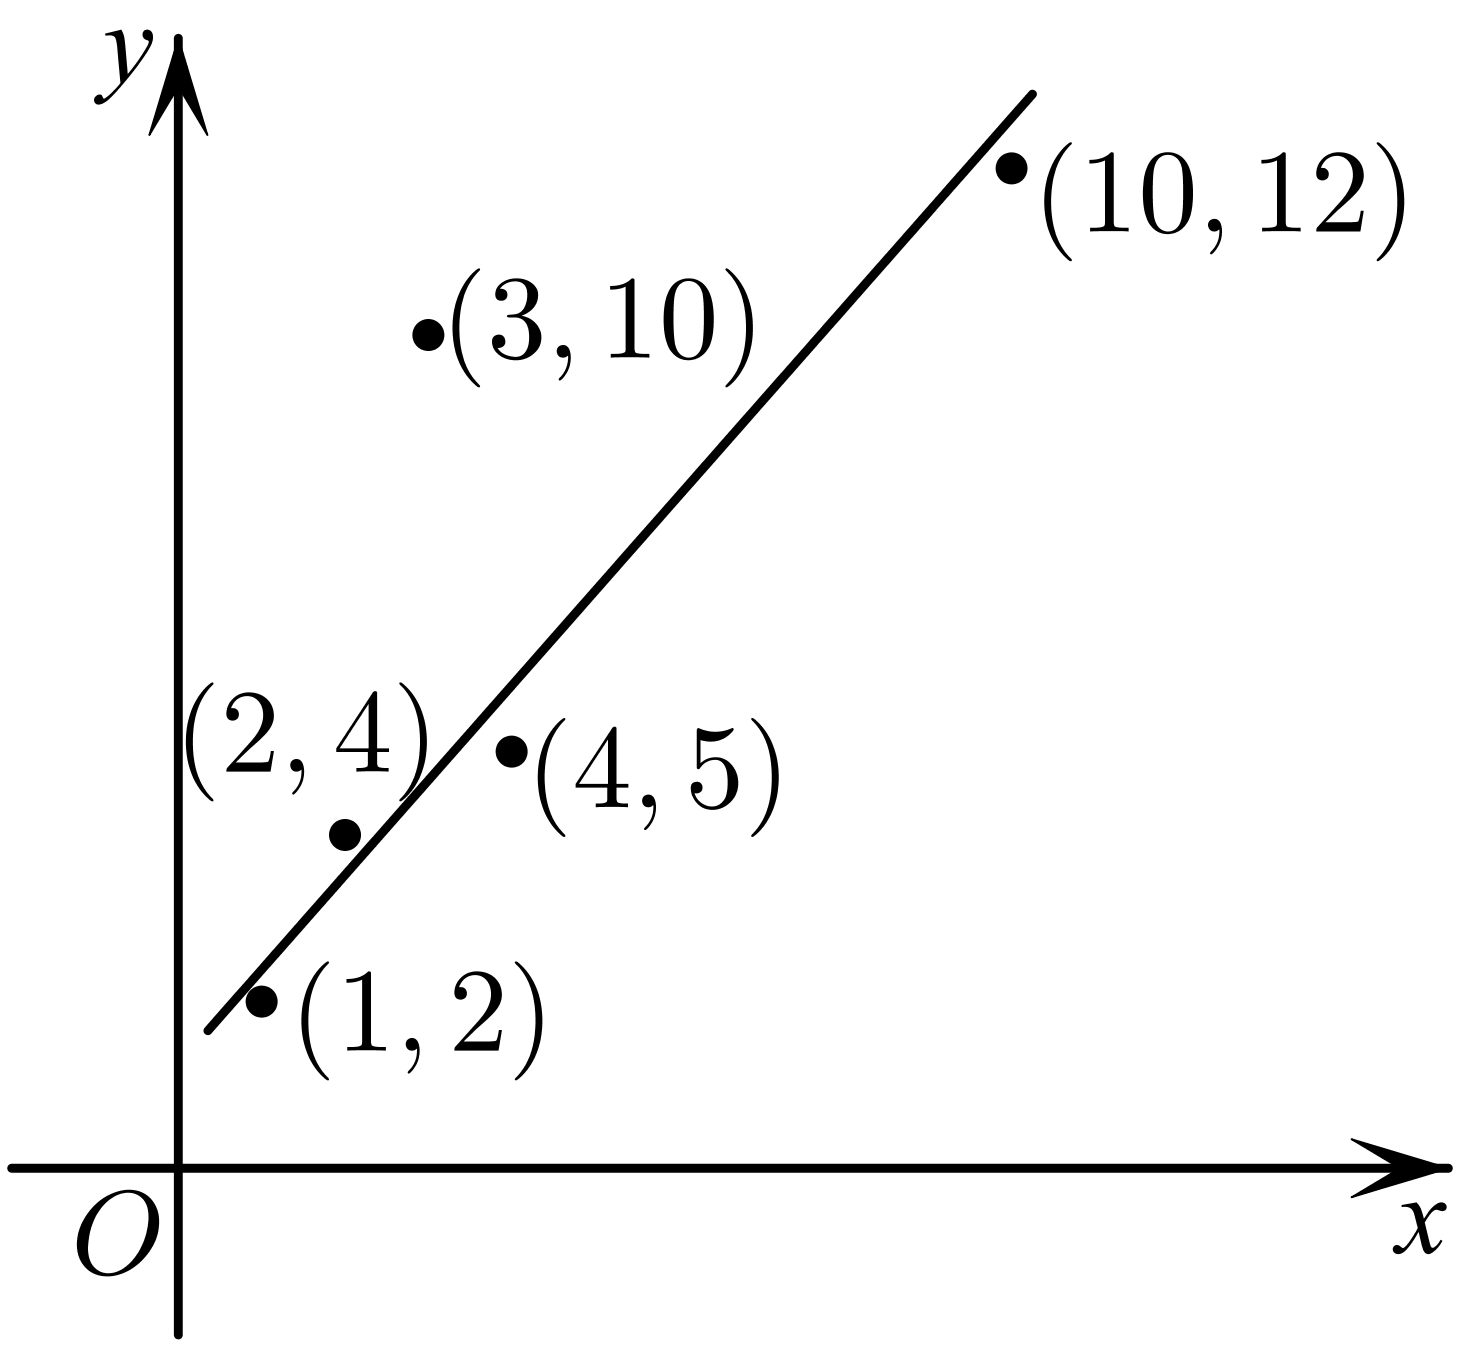 y
(10, 12)
(3, 10)
(2, 4)
(4, 5)
(1, 2)
O
x